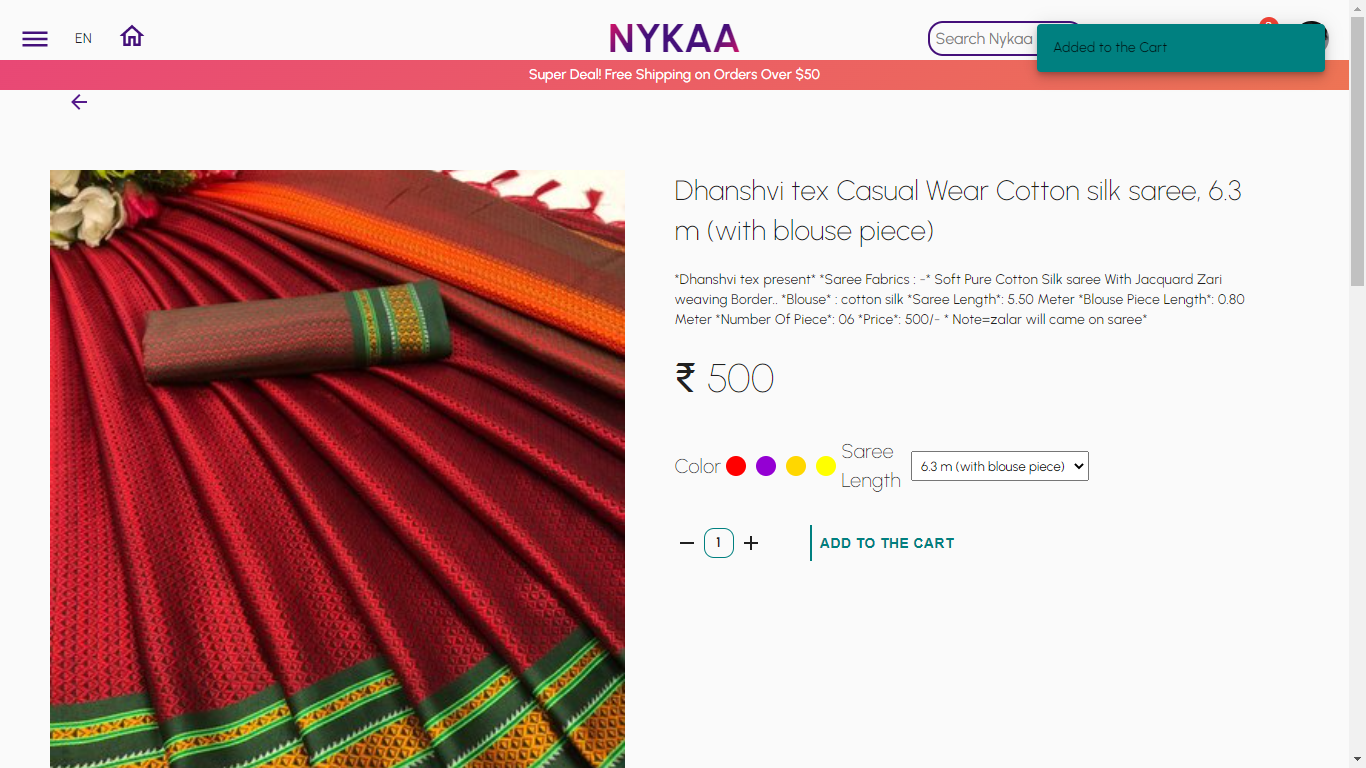 EN
NYKAA
Search Nykaa
Added to the Cart
Super Deal! Free Shipping on Orders Over $50
Dhanshvi tex Casual Wear Cotton silk saree, 6.3
m (with blouse piece)
*Dhanshvi tex present* *Saree Fabrics : -* Soft Pure Cotton Silk saree With Jacquard Zari
weaving Border.. *Blouse* : cotton silk *Saree Length*: 5.50 Meter *Blouse Piece Length*: 0.80
Meter *Number Of Piece*: 06 *Price*: 500/- * Note=zalar will came on saree*
₹ 500
Color
Saree
Length
6.3 m (with blouse piece)
1
ADD TO THE CART